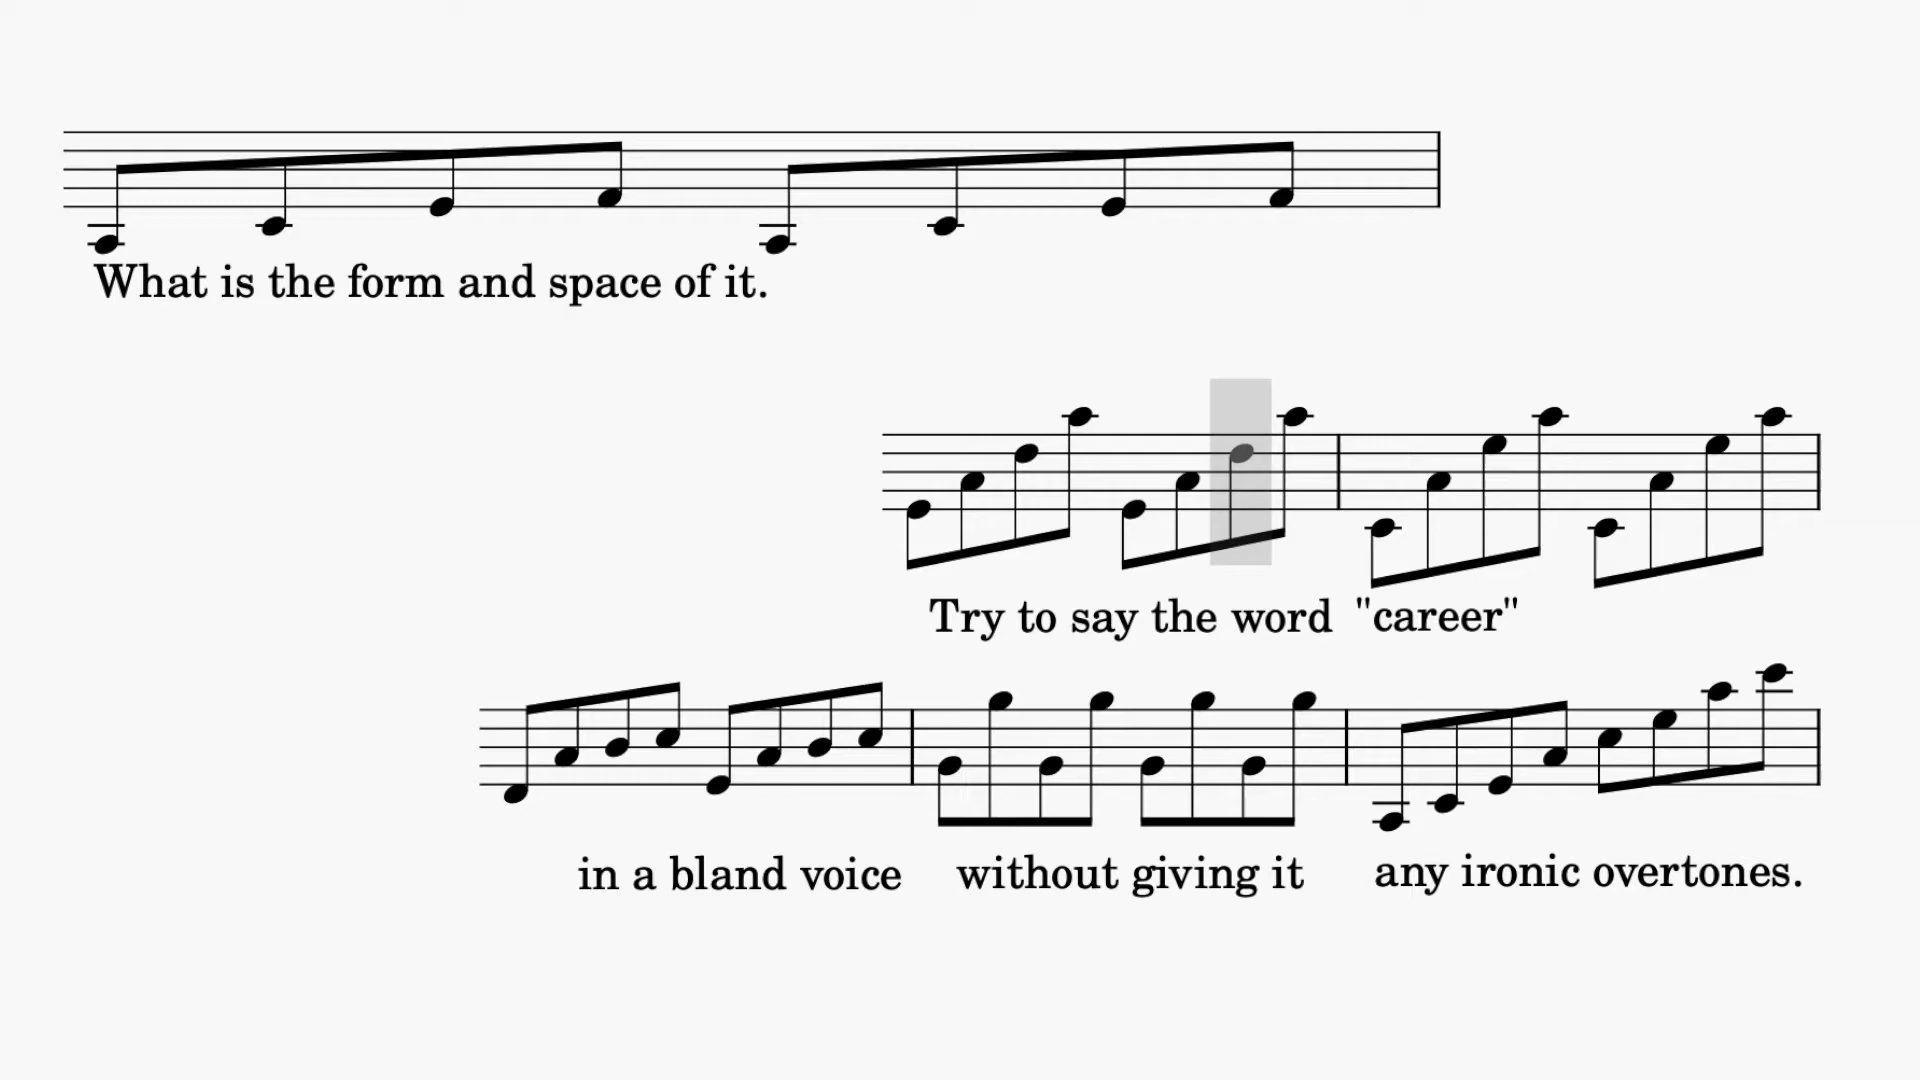 What is the form and space of it.
Try to say the word "career"
in a bland voice without giving it any ironic overtones.